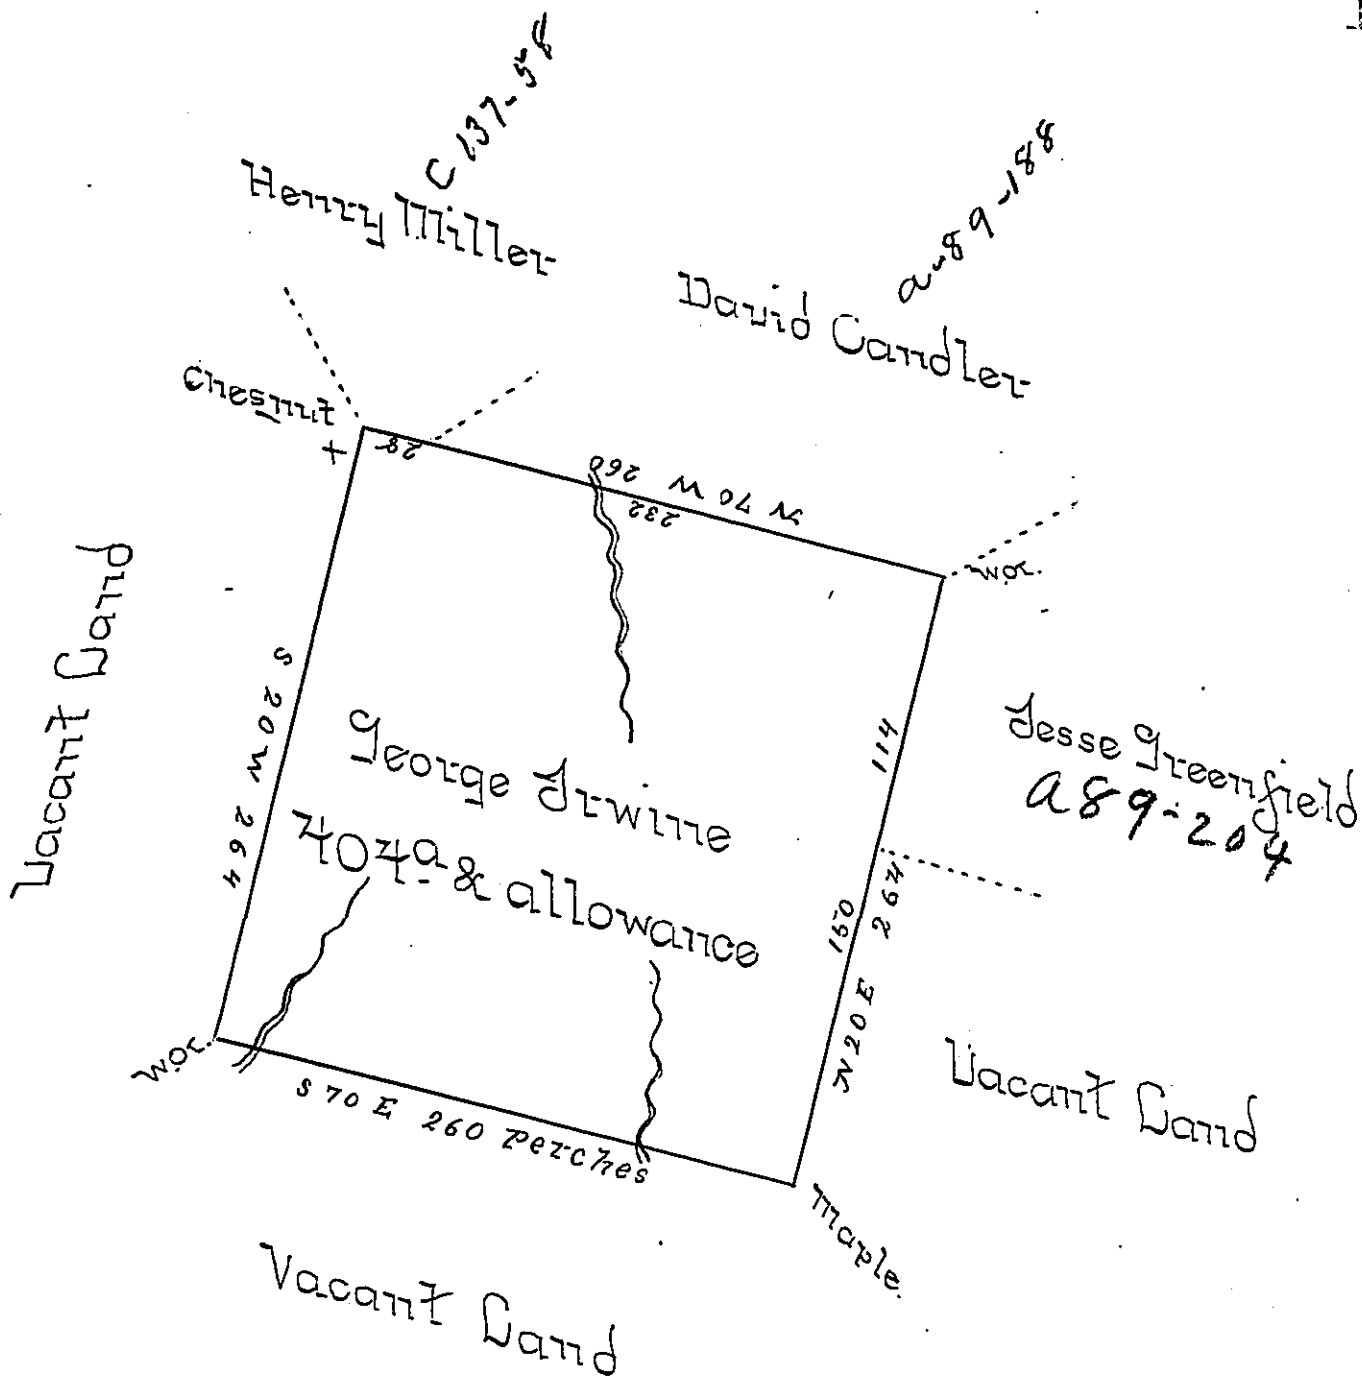 C 137-58
Henry Miller
a-89-188
David Candler
Chesnut
28
N 70 W 260
232
W.O.
Vacant Land
S 20 W 264
114
Jesse Greenfield
a 89-204
George Irwine
404a & allowance
150
N 20 E 264
W.O.
S 70 E 260 Perches
Vacant Land
Maple.
Vacant Land